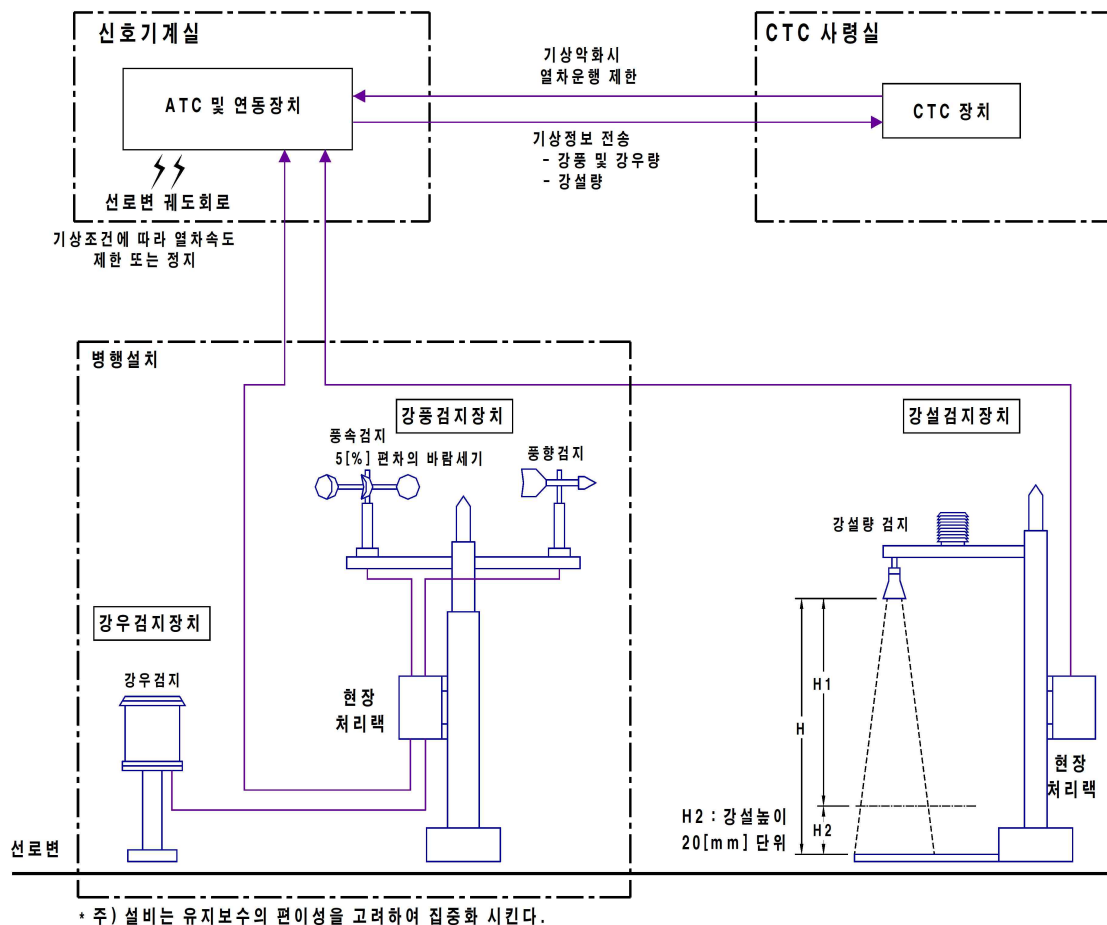 신호기계실
CTC 사령실
기상악화시
열차운행 제한
ATC 및 연동장치
CTC 장치
기상정보 전송
- 강풍 및 강우량
- 강설량
선로변 궤도회로
기상조건에 따라 열차속도
제한 또는 정지
병행설치
강풍검지장치
강설검지장치
풍속검지
5[%] 편차의 바람세기
풍향검지
강설량 검지
강우검지장치
강우검지
현장
처리랙
H1
H
현장
처리랙
H2 : 강설높이
20[mm] 단위
H2
선로변
* 주) 설비는 유지보수의 편이성을 고려하여 집중화 시킨다.